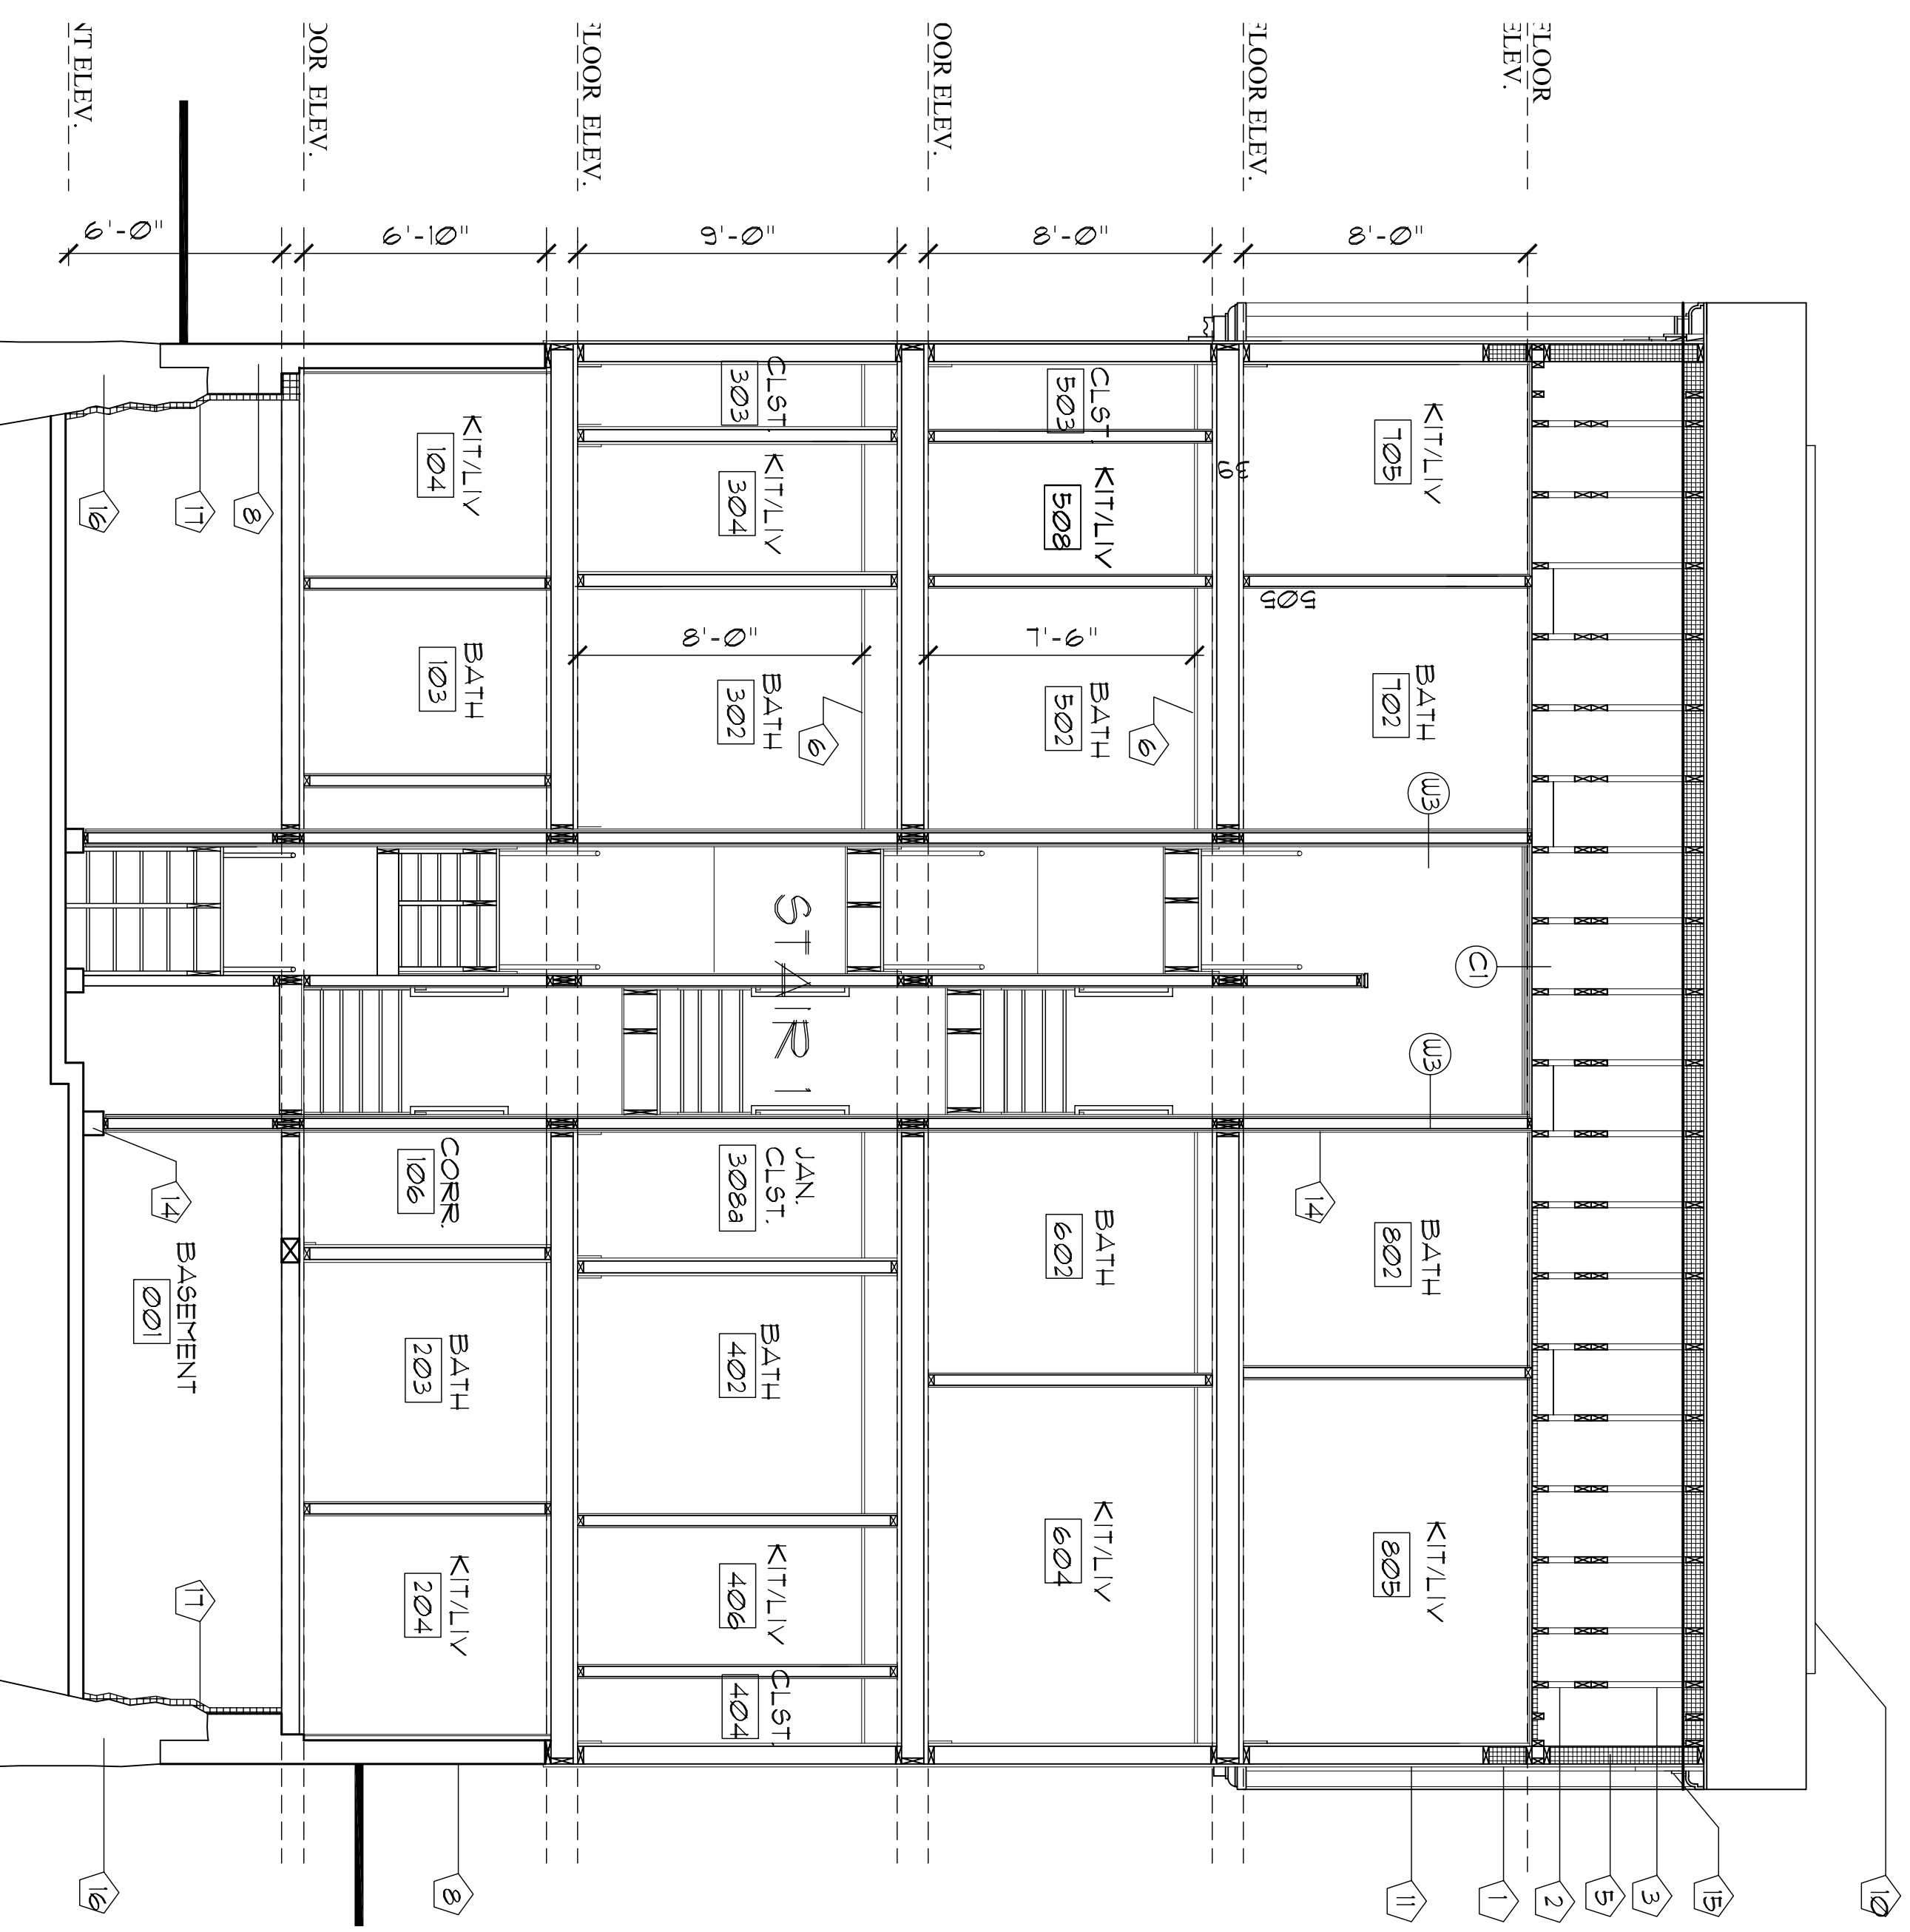 10
FLOOR
ELEV.
C1
3
15
5
2
1
11
8'-0"
KIT/LIV
705
BATH
702
W3
W3
BATH
802
KIT/LIV
805
14
505
39
FLOOR ELEV.
8'-0"
CLST.
503
KIT/LIV
508
7'-6"
BATH
502
6
BATH
602
KIT/LIV
604
OOR ELEV.
9'-0"
CLST.
303
KIT/LIV
304
8'-0"
BATH
302
6
STAIR 1
JAN.
CLST.
308a
BATH
402
KIT/LIV
406
CLST.
404
FLOOR ELEV.
6'-10"
KIT/LIV
104
BATH
103
CORR.
106
BATH
203
KIT/LIV
204
8
OOR ELEV.
6'-0"
8
17
16
14
BASEMENT
001
17
16
NT ELEV.